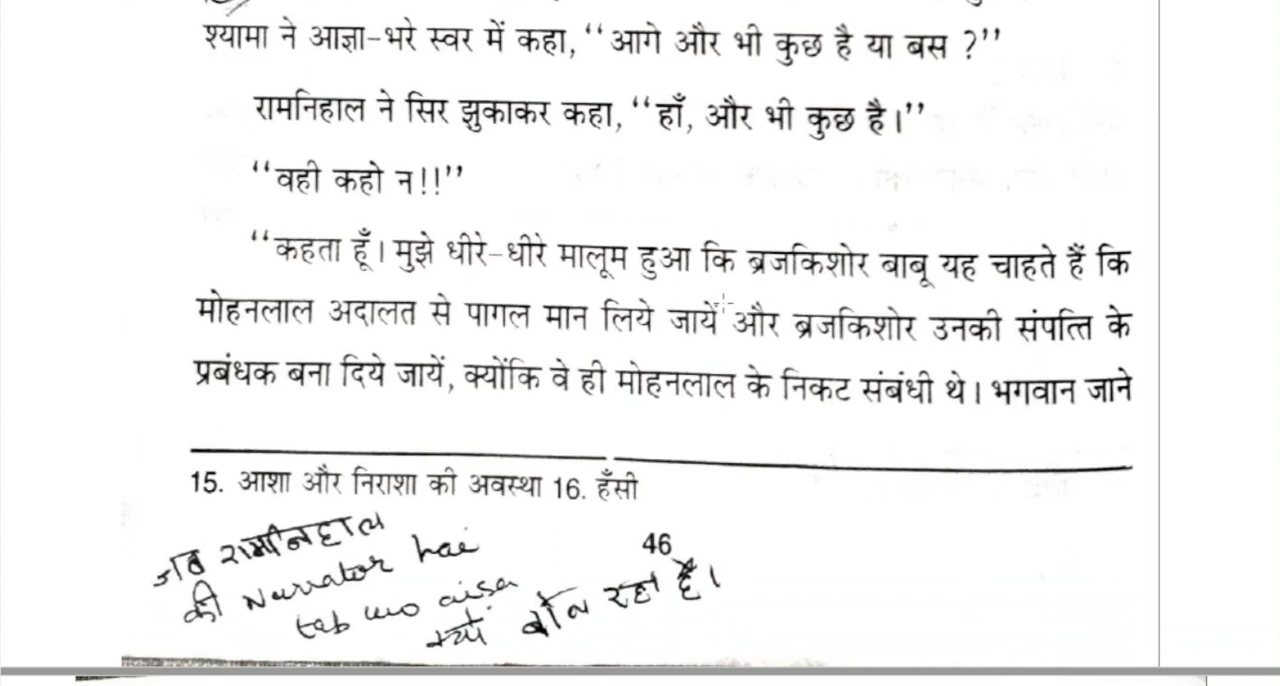 श्यामा ने आज्ञा-भरे स्वर में कहा, “आगे और भी कुछ है या बस ?”
रामनिहाल ने सिर झुकाकर कहा, “हाँ, और भी कुछ है।”
“वही कहो न!!”
“कहता हूँ। मुझे धीरे-धीरे मालूम हुआ कि ब्रजकिशोर बाबू यह चाहते हैं कि
मोहनलाल अदालत से पागल मान लिये जायें और ब्रजकिशोर उनकी संपत्ति के
प्रबंधक बना दिये जायें, क्योंकि वे ही मोहनलाल के निकट संबंधी थे। भगवान जाने
15. आशा और निराशा की अवस्था 16. हँसी
46
जब रामनिहाल
की Narrator hai
tab wo aisa
क्यों बोल रहा है।